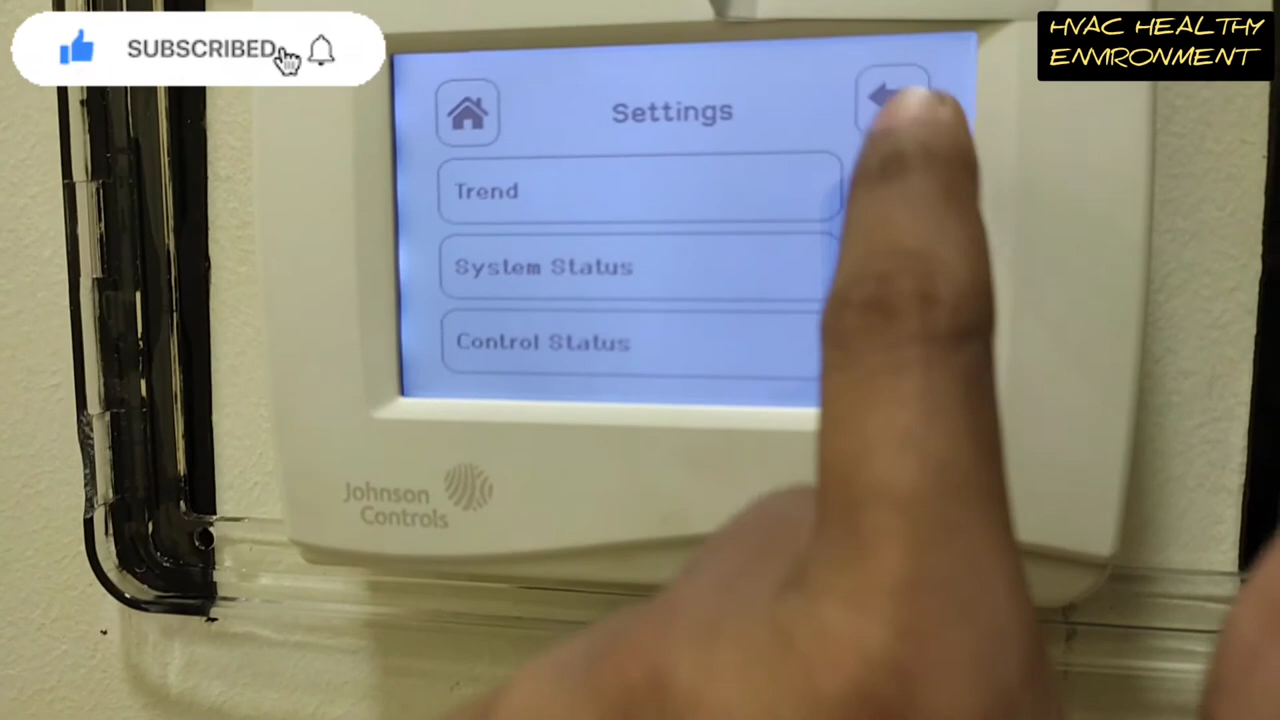 SUBSCRIBED
HVAC HEALTHY
ENVIRONMENT
Settings
Trend
System Status
Control Status
Johnson
Controls